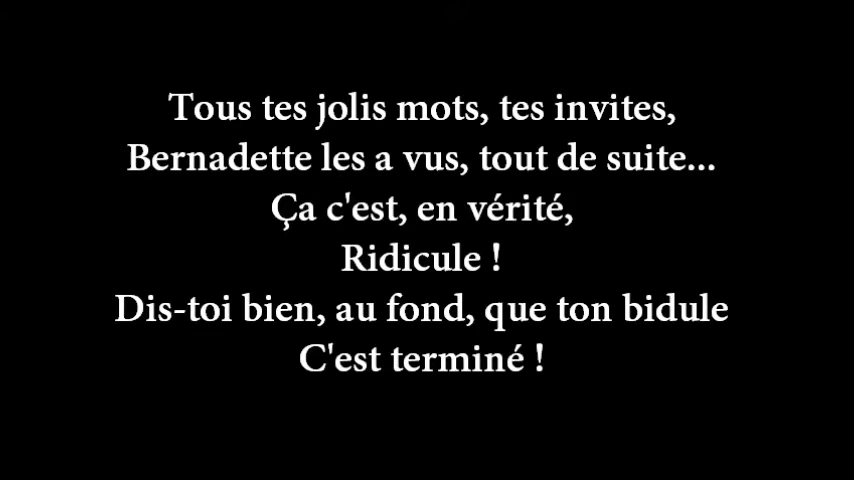 Tous tes jolis mots, tes invites,
Bernadette les a vus, tout de suite...
Ça c'est, en vérité,
Ridicule !
Dis-toi bien, au fond, que ton bidule
C'est terminé !